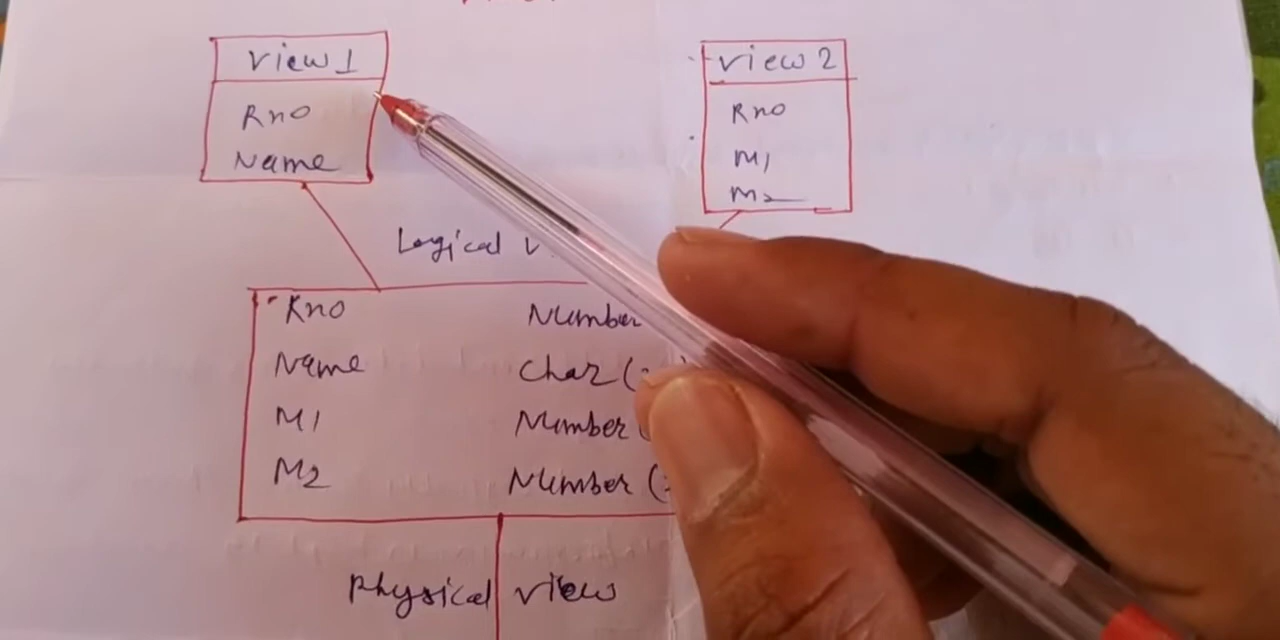 View 1
Rno
Name
View 2
Rno
M1
M2
Logical
Rno Number
Name Char (
M1 Number (
M2 Number (
Physical view